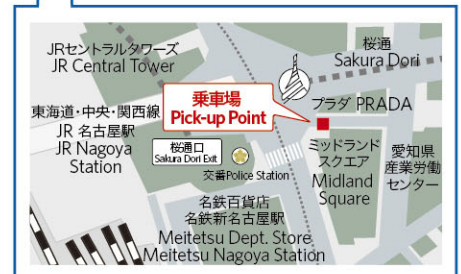 JRセントラルタワーズ
JR Central Tower
桜通
Sakura Dori
乗車場
Pick-up Point
プラダ PRADA
東海道・中央・関西線
JR 名古屋駅
JR Nagoya
Station
桜通口
Sakura Dori Exit
交番Police Station
ミッドランド
スクエア
Midland
Square
愛知県
産業労働
センター
名鉄百貨店
名鉄新名古屋駅
Meitetsu Dept. Store
Meitetsu Nagoya Station